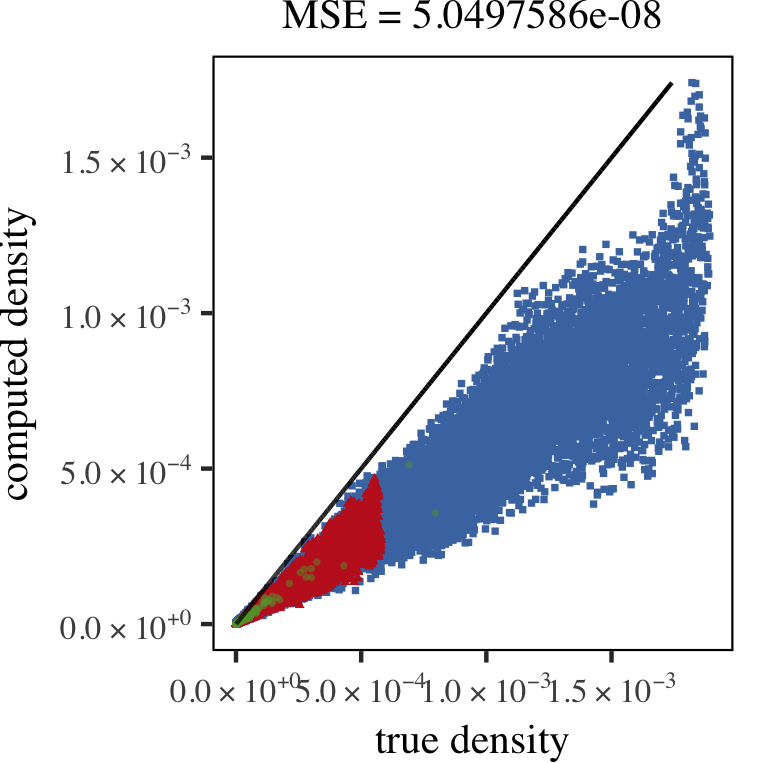 MSE = 5.0497586e-08
computed density
1.5 × 10⁻³
1.0 × 10⁻³
5.0 × 10⁻⁴
0.0 × 10⁺⁰
0.0 × 10⁺⁰ 5.0 × 10⁻⁴ 1.0 × 10⁻³ 1.5 × 10⁻³
true density